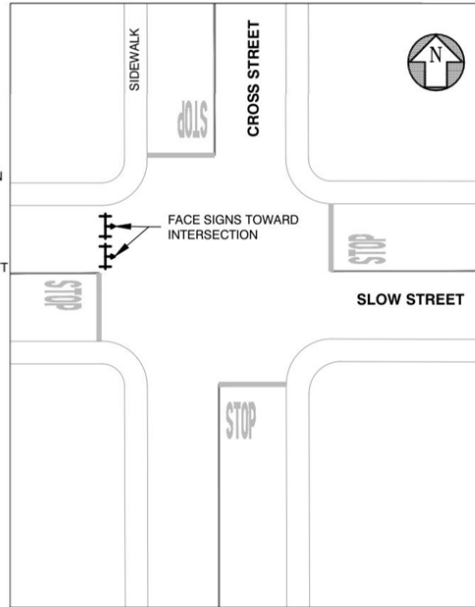 SIDEWALK
CROSS STREET
N
STOP
N
FACE SIGNS TOWARD
INTERSECTION
STOP
T
STOP
SLOW STREET
STOP